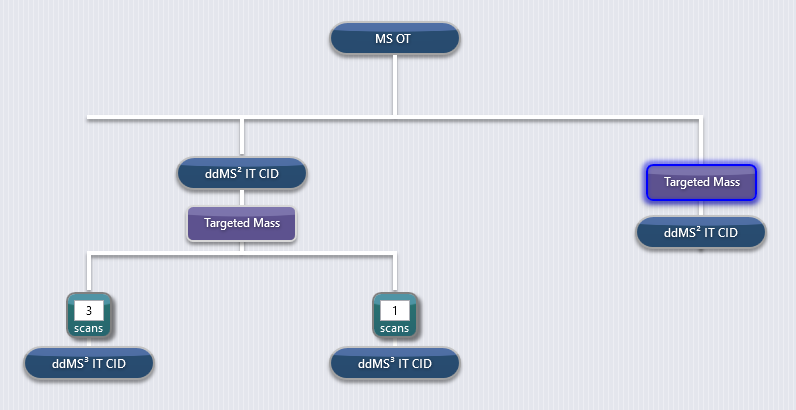 MS OT
ddMS² IT CID
Targeted Mass
Targeted Mass
ddMS² IT CID
3
scans
1
scans
ddMS³ IT CID
ddMS³ IT CID